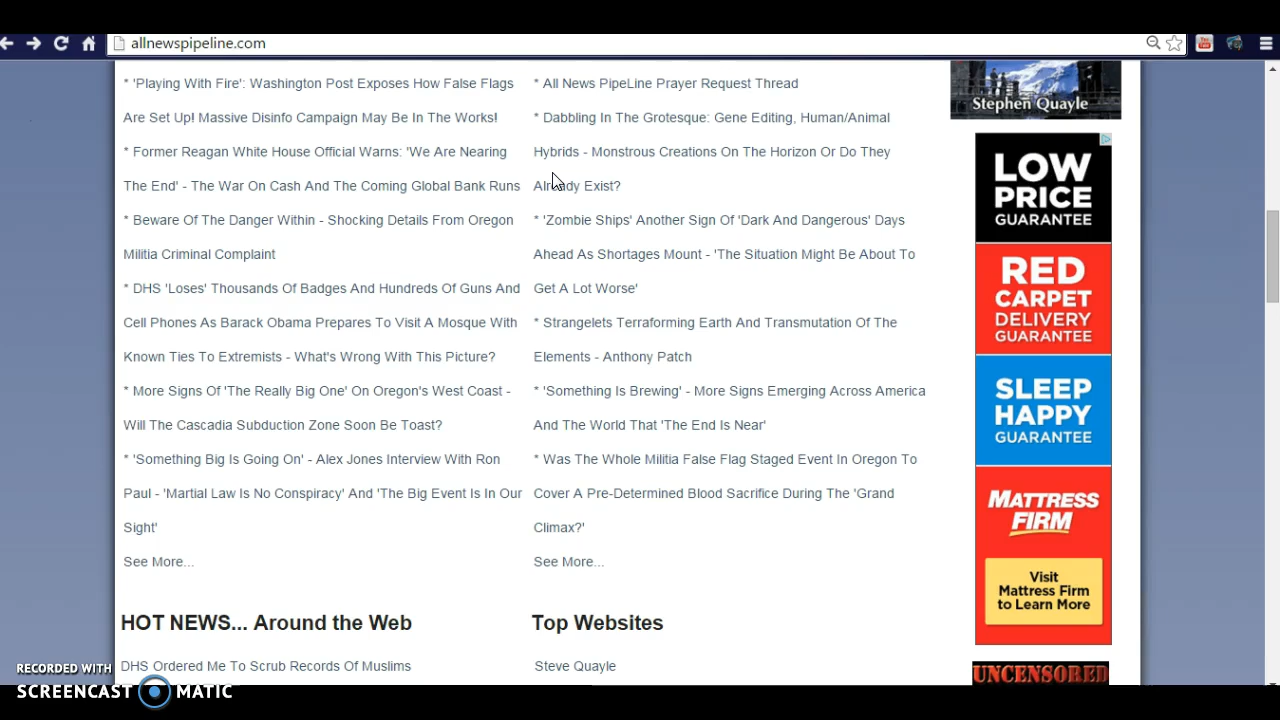 allnewspipeline.com
* 'Playing With Fire': Washington Post Exposes How False Flags
Are Set Up! Massive Disinfo Campaign May Be In The Works!
* Former Reagan White House Official Warns: 'We Are Nearing
The End' - The War On Cash And The Coming Global Bank Runs
* Beware Of The Danger Within - Shocking Details From Oregon
Militia Criminal Complaint
* DHS 'Loses' Thousands Of Badges And Hundreds Of Guns And
Cell Phones As Barack Obama Prepares To Visit A Mosque With
Known Ties To Extremists - What's Wrong With This Picture?
* More Signs Of 'The Really Big One' On Oregon's West Coast -
Will The Cascadia Subduction Zone Soon Be Toast?
* 'Something Big Is Going On' - Alex Jones Interview With Ron
Paul - 'Martial Law Is No Conspiracy' And 'The Big Event Is In Our
Sight'
See More...
* All News PipeLine Prayer Request Thread
* Dabbling In The Grotesque: Gene Editing, Human/Animal
Hybrids - Monstrous Creations On The Horizon Or Do They
Already Exist?
* 'Zombie Ships' Another Sign Of 'Dark And Dangerous' Days
Ahead As Shortages Mount - 'The Situation Might Be About To
Get A Lot Worse'
* Strangelets Terraforming Earth And Transmutation Of The
Elements - Anthony Patch
* 'Something Is Brewing' - More Signs Emerging Across America
And The World That 'The End Is Near'
* Was The Whole Militia False Flag Staged Event In Oregon To
Cover A Pre-Determined Blood Sacrifice During The 'Grand
Climax?'
See More...
HOT NEWS... Around the Web
DHS Ordered Me To Scrub Records Of Muslims
Top Websites
Steve Quayle
Stephen Quayle
LOW
PRICE
GUARANTEE
RED
CARPET
DELIVERY
GUARANTEE
SLEEP
HAPPY
GUARANTEE
MATTRESS
FIRM
Visit
Mattress Firm
to Learn More
UNCENSORED
RECORDED WITH
SCREENCAST MATIC